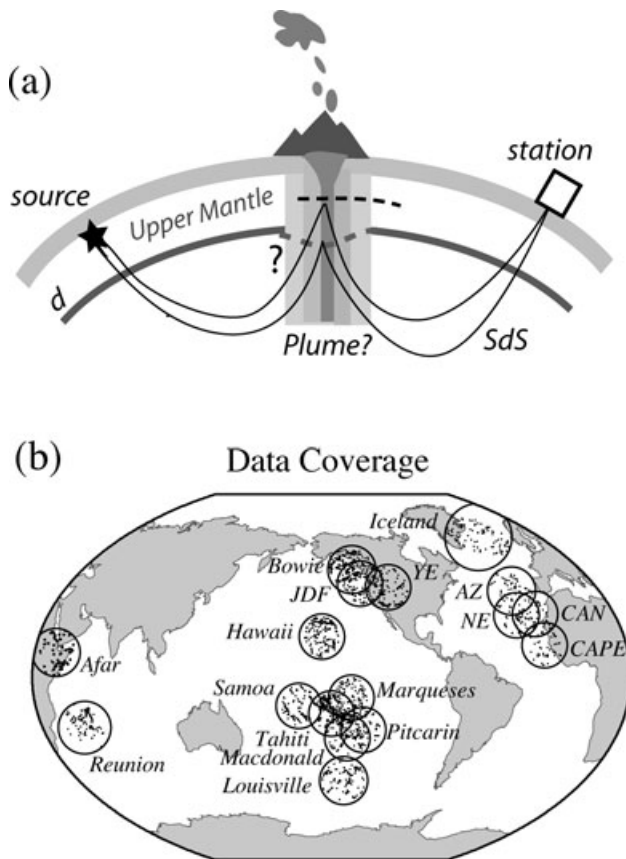 (a)
source
station
Upper Mantle
d
?
Plume?
SdS
(b)
Data Coverage
Iceland
Bowie
YE
AZ
JDF
NE
CAN
Hawaii
CAPE
Afar
Samoa
Marqueses
Tahiti
Pitcarin
Macdonald
Reunion
Louisville